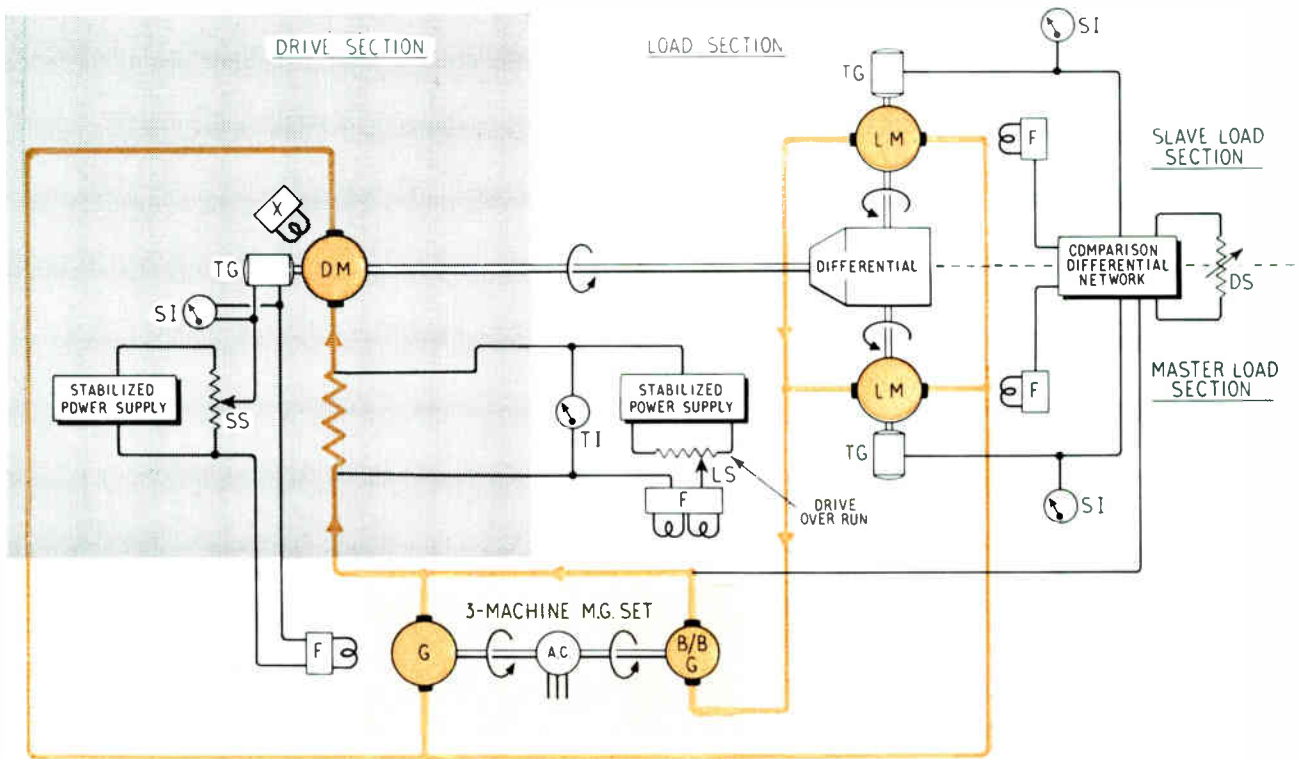 DRIVE SECTION
LOAD SECTION
SI
TG
LM
F
SLAVE LOAD
SECTION
X
TG
DM
DIFFERENTIAL
COMPARISON
DIFFERENTIAL
NETWORK
DS
SI
STABILIZED
POWER SUPPLY
SS
TI
STABILIZED
POWER SUPPLY
LS
F
DRIVE
OVER RUN
LM
F
MASTER LOAD
SECTION
TG
SI
3-MACHINE M.G. SET
F
G
A.C.
B/B
G